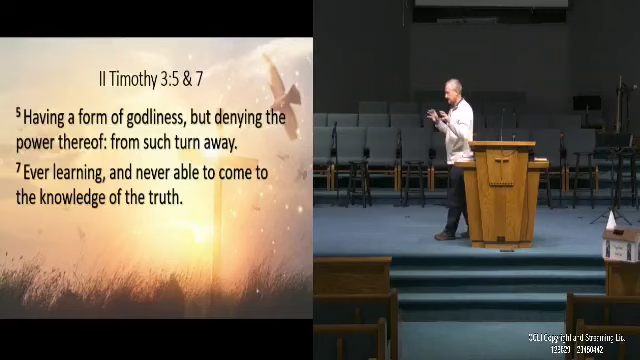 II Timothy 3:5 & 7
5 Having a form of godliness, but denying the
power thereof: from such turn away.
7 Ever learning, and never able to come to
the knowledge of the truth.
Copyright and Streaming Lic.